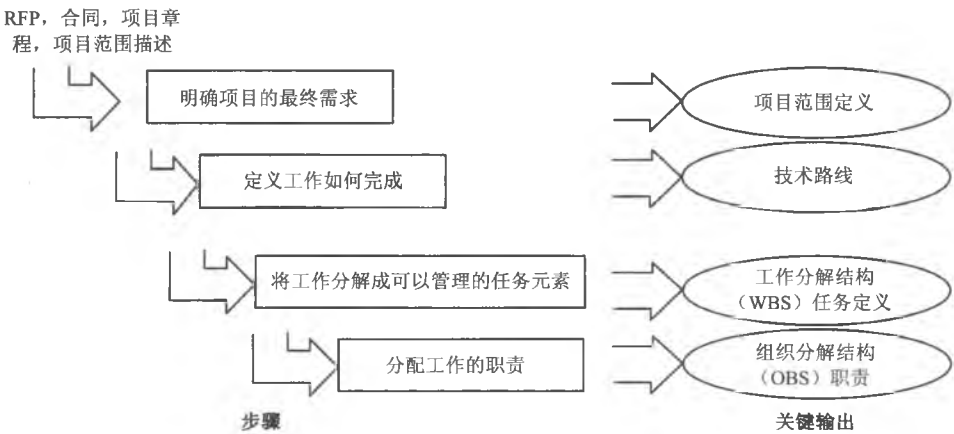 RFP，合同，项目章
程，项目范围描述
明确项目的最终需求
项目范围定义
定义工作如何完成
技术路线
将工作分解成可以管理的任务元素
工作分解结构
（WBS）任务定义
分配工作的职责
组织分解结构
（OBS）职责
步骤
关键输出